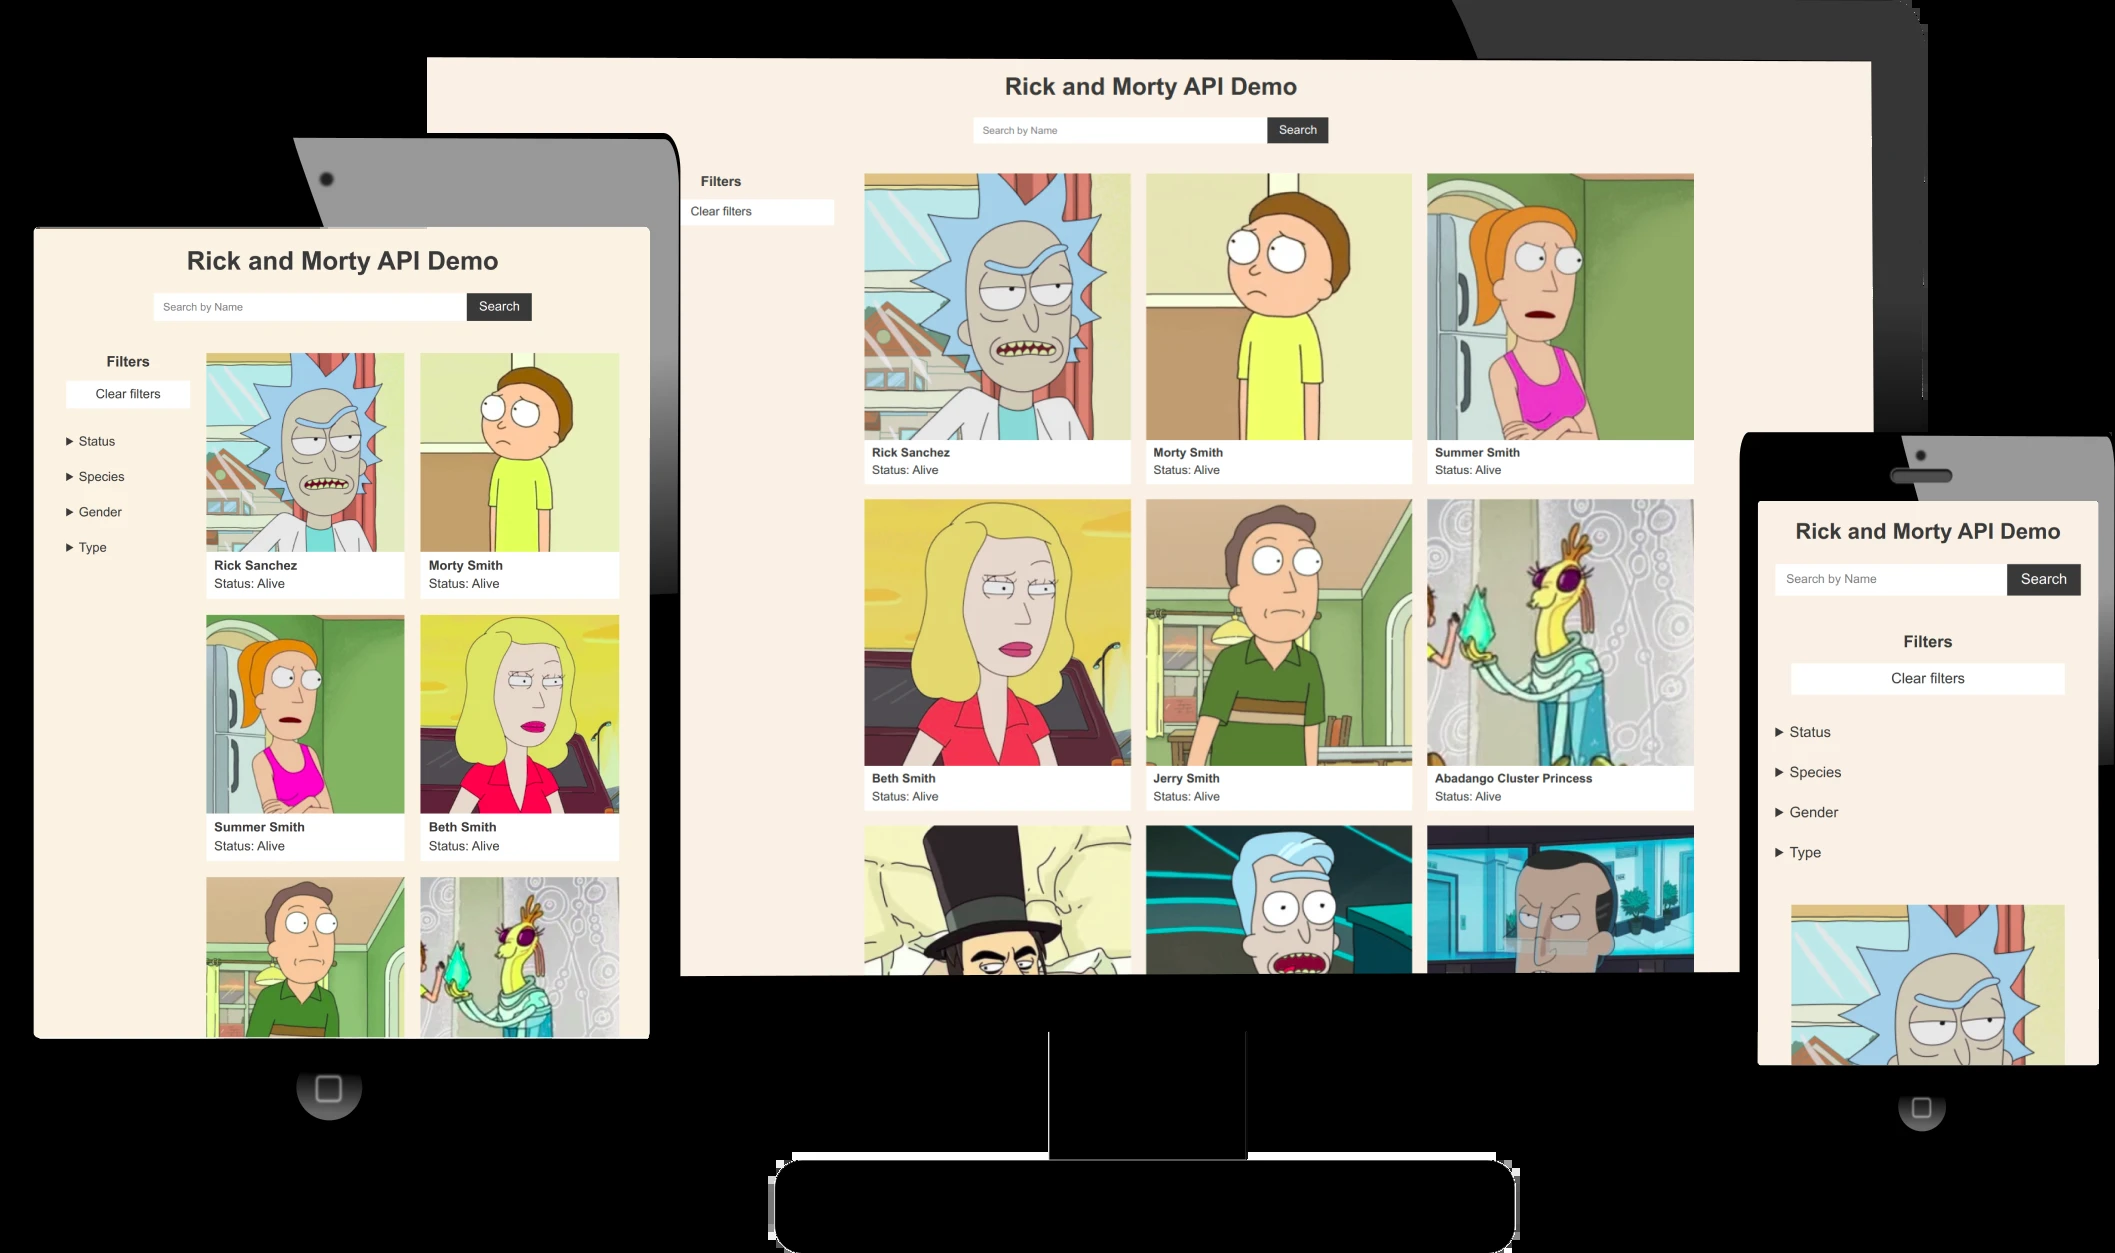 Rick and Morty API Demo
Search by Name
Search
Filters
Clear filters
Rick Sanchez
Status: Alive
Morty Smith
Status: Alive
Summer Smith
Status: Alive
Beth Smith
Status: Alive
Jerry Smith
Status: Alive
Abadango Cluster Princess
Status: Alive
Rick and Morty API Demo
Search by Name
Search
Filters
Clear filters
Status
Species
Gender
Type
Rick Sanchez
Status: Alive
Morty Smith
Status: Alive
Summer Smith
Status: Alive
Beth Smith
Status: Alive
Rick and Morty API Demo
Search by Name
Search
Filters
Clear filters
Status
Species
Gender
Type